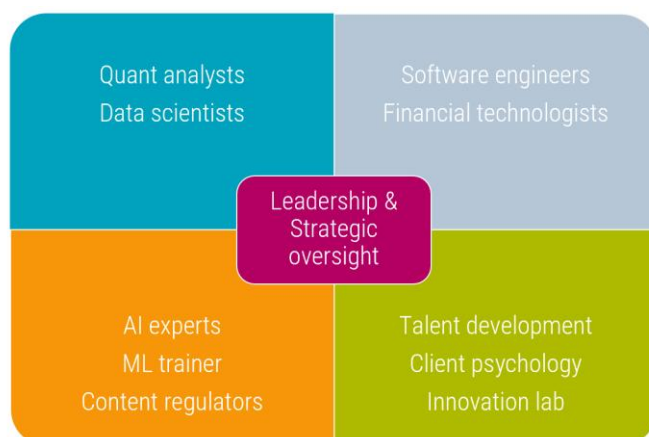 Quant analysts
Data scientists
Software engineers
Financial technologists
Leadership &
Strategic
oversight
AI experts
ML trainer
Content regulators
Talent development
Client psychology
Innovation lab